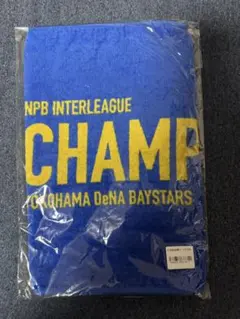 NPB INTERLEAGUE
CHAMP
YOKOHAMA DeNA BAYSTARS